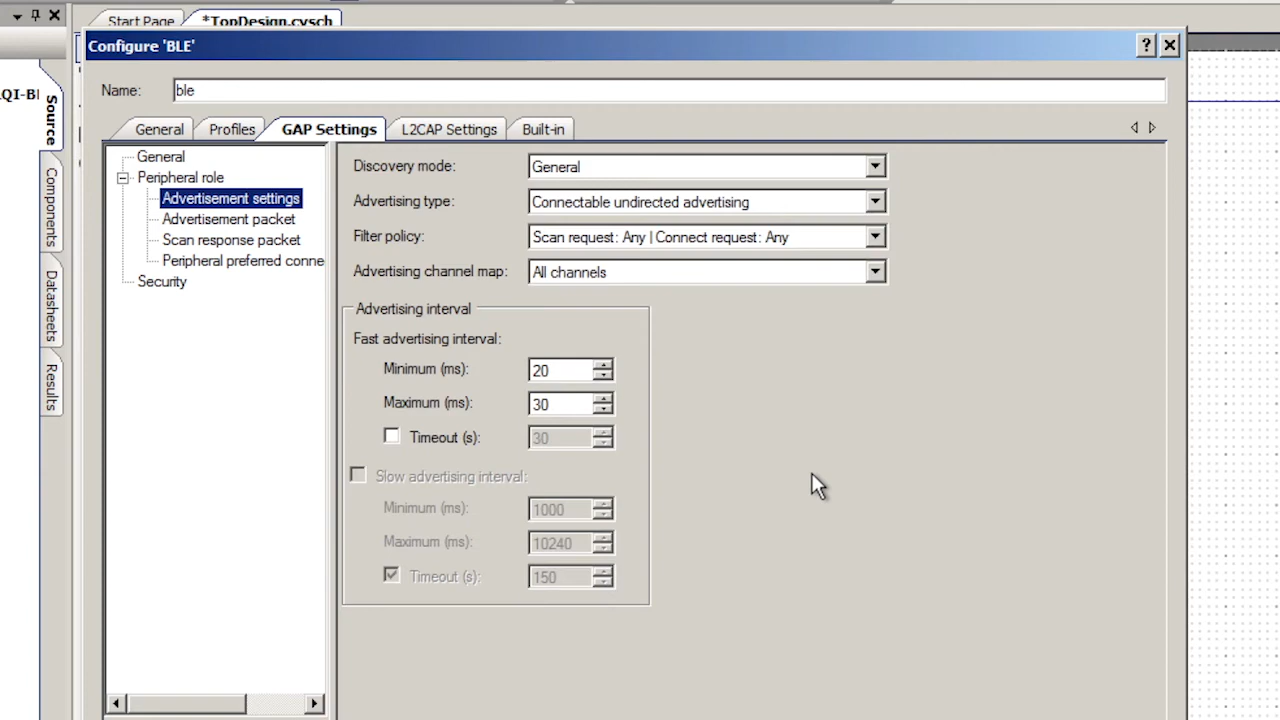 Start Page
*TopDesign.cysch
Configure 'BLE'
Name:
ble
General
Profiles
GAP Settings
L2CAP Settings
Built-in
Source
Components
Datasheets
Results
General
Peripheral role
Advertisement settings
Advertisement packet
Scan response packet
Peripheral preferred conne
Security
Discovery mode: General
Advertising type: Connectable undirected advertising
Filter policy: Scan request: Any | Connect request: Any
Advertising channel map: All channels
Advertising interval
Fast advertising interval:
Minimum (ms): 20
Maximum (ms): 30
Timeout (s): 30
Slow advertising interval:
Minimum (ms): 1000
Maximum (ms): 10240
Timeout (s): 150